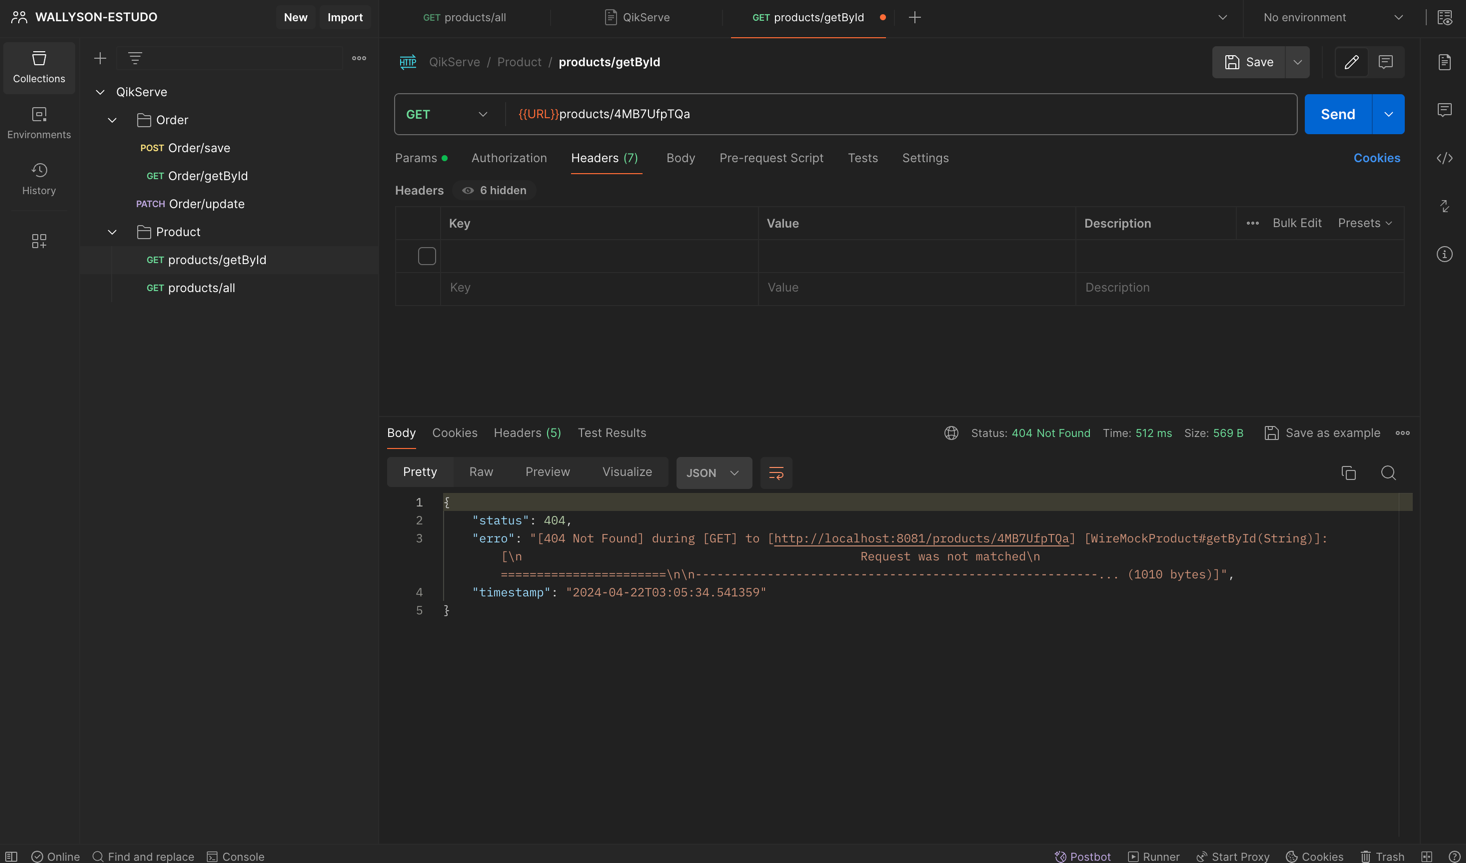 WALLYSON-ESTUDO
New Import
GET products/all
QikServe
GET products/getById
No environment
Collections
Environments
History
QikServe
Order
POST Order/save
GET Order/getById
PATCH Order/update
Product
GET products/getById
GET products/all
HTTP QikServe / Product / products/getById
Save
GET {{URL}}products/4MB7UfpTQa
Send
Params Authorization Headers (7) Body Pre-request Script Tests Settings Cookies
Headers 6 hidden
Key Value Description Bulk Edit Presets
Key Value Description
Body Cookies Headers (5) Test Results Status: 404 Not Found Time: 512 ms Size: 569 B Save as example
Pretty Raw Preview Visualize JSON
1 {
2 "status": 404,
3 "erro": "[404 Not Found] during [GET] to [http://localhost:8081/products/4MB7UfpTQa] [WireMockProduct#getById(String)]:
[\n Request was not matched\n
=======================\n\n--------------------------------------------------------... (1010 bytes)]",
4 "timestamp": "2024-04-22T03:05:34.541359"
5 }
Online Find and replace Console Postbot Runner Start Proxy Cookies Trash